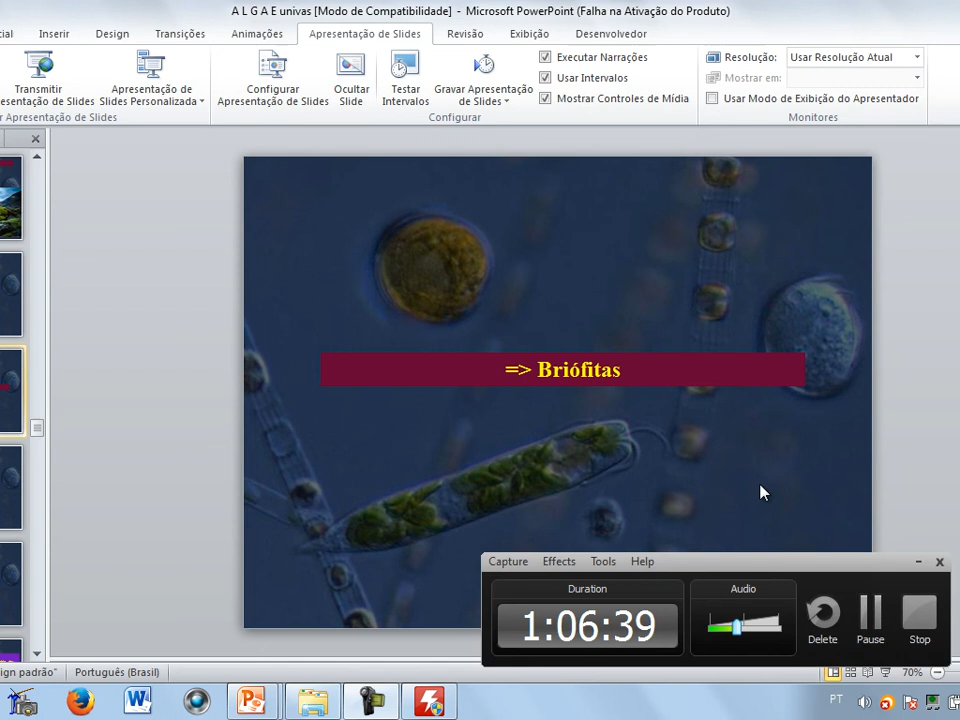 A L G A E univas [Modo de Compatibilidade] - Microsoft PowerPoint (Falha na Ativação do Produto)
cial Inserir Design Transições Animações Apresentação de Slides Revisão Exibição Desenvolvedor
Transmitir
esentação de Slides
Apresentação de
Slides Personalizada
Configurar
Apresentação de Slides
Ocultar
Slide
Testar
Intervalos
Gravar Apresentação
de Slides
Executar Narrações
Usar Intervalos
Mostrar Controles de Mídia
Resolução: Usar Resolução Atual
Mostrar em:
Usar Modo de Exibição do Apresentador
r Apresentação de Slides Configurar Monitores
=> Briófitas
Capture Effects Tools Help
Duration
1:06:39
Audio
Delete Pause Stop
ign padrão" Português (Brasil) 70%
PT